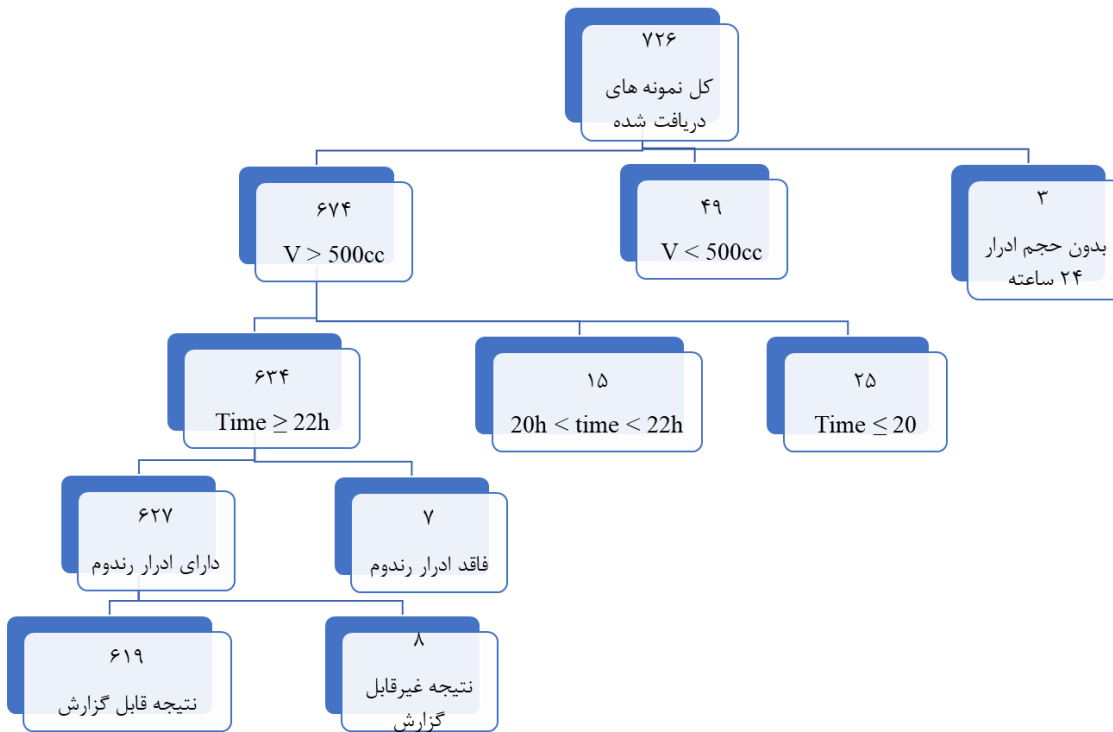 ۷۲۶
کل نمونه های
دریافت شده
۶۷۴
V > 500cc
۴۹
V < 500cc
۳
بدون حجم ادرار
۲۴ ساعته
۶۳۴
Time ≥ 22h
۱۵
20h < time < 22h
۲۵
Time ≤ 20
۶۲۷
دارای ادرار رندوم
۷
فاقد ادرار رندوم
۶۱۹
نتیجه قابل گزارش
۸
نتیجه غیرقابل
گزارش